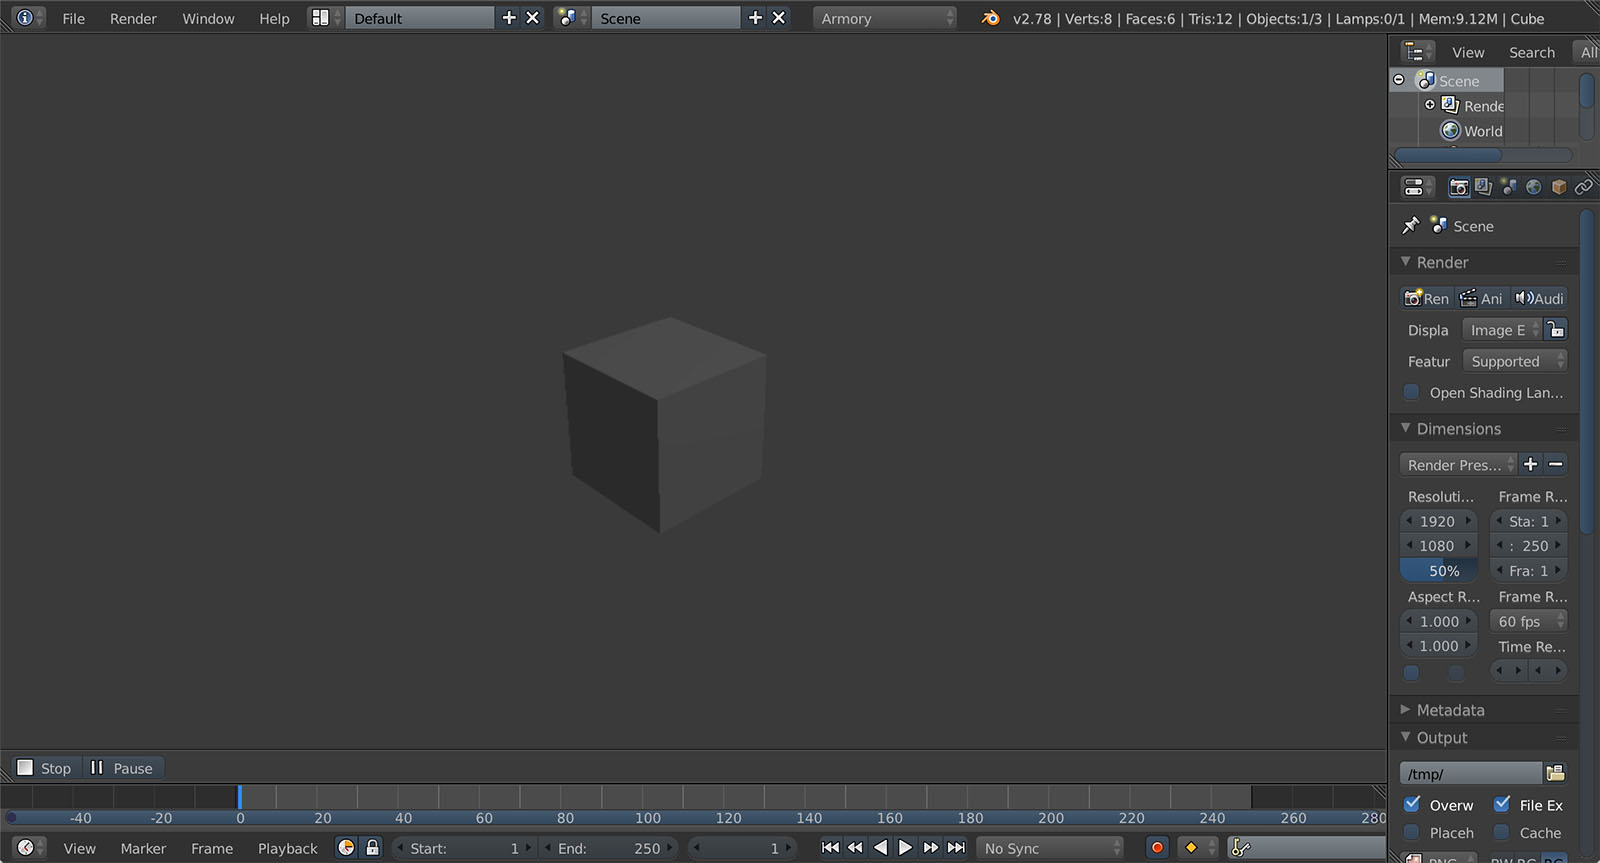 File Render Window Help Default Scene Armory v2.78 | Verts:8 | Faces:6 | Tris:12 | Objects:1/3 | Lamps:0/1 | Mem:9.12M | Cube
View Search All
Scene
Rende
World
Scene
Render
Ren Ani Audi
Displa Image E
Featur Supported
Open Shading Lan...
Dimensions
Render Pres...
Resoluti... Frame R...
1920 Sta: 1
1080 : 250
50% Fra: 1
Aspect R... Frame R...
1.000 60 fps
1.000 Time Re...
Metadata
Output
/tmp/
Overw File Ex
Placeh Cache
Stop Pause
-40 -20 0 20 40 60 80 100 120 140 160 180 200 220 240 260 280
View Marker Frame Playback Start: 1 End: 250 1 No Sync